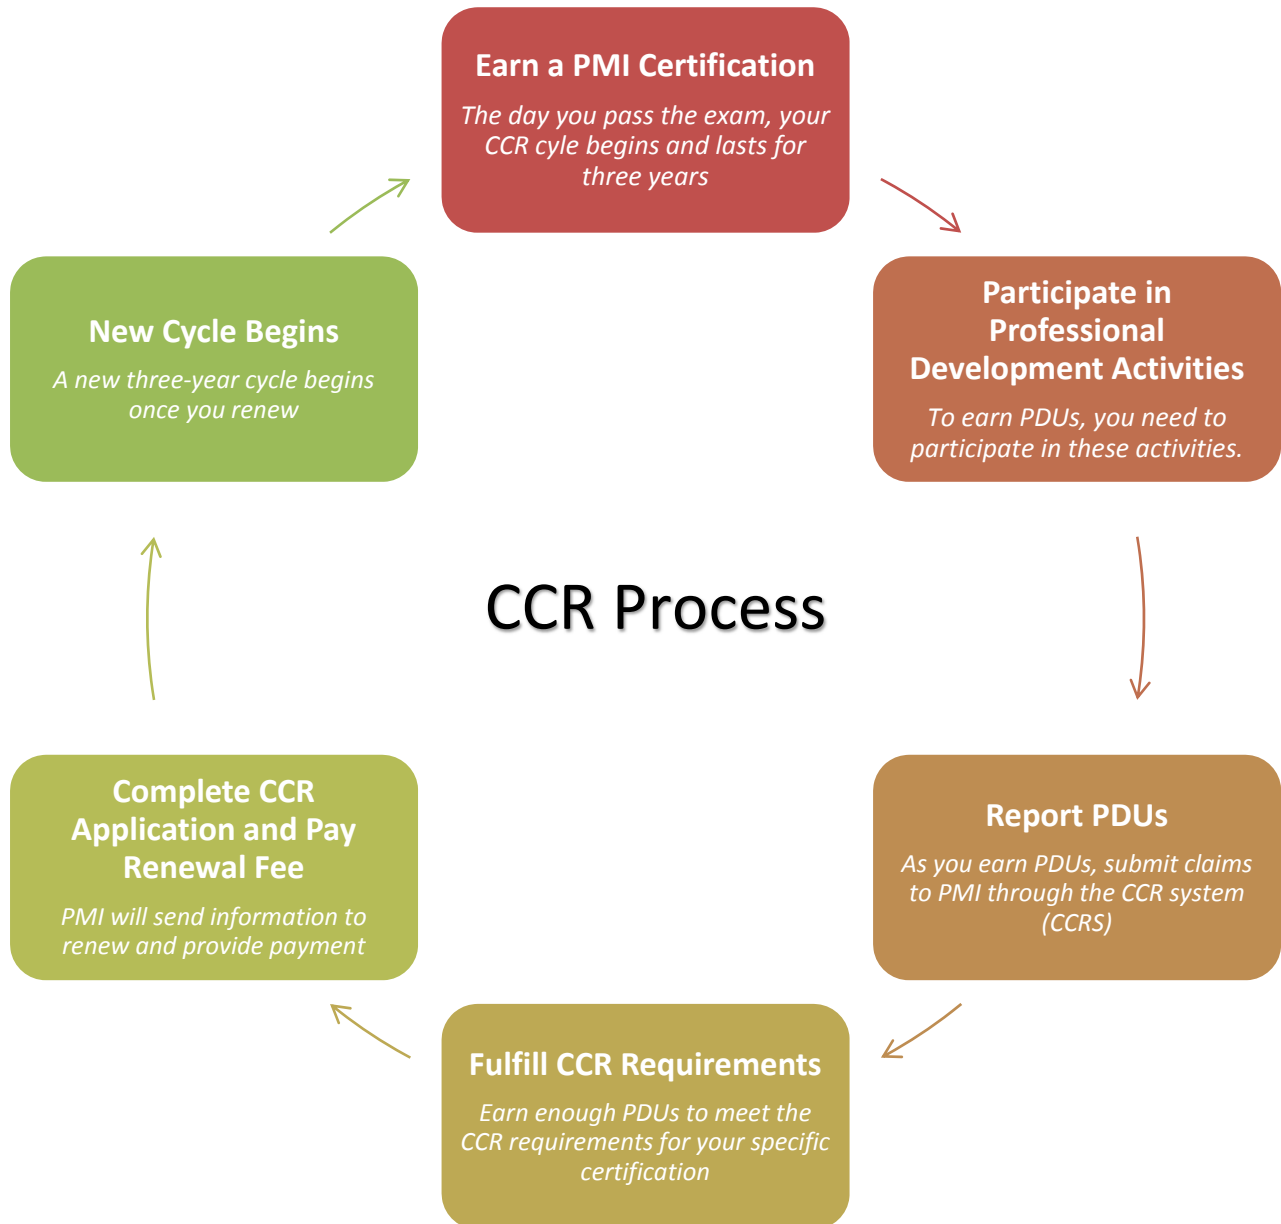 Earn a PMI Certification
The day you pass the exam, your
CCR cyle begins and lasts for
three years
Participate in
Professional
Development Activities
To earn PDUs, you need to
participate in these activities.
Report PDUs
As you earn PDUs, submit claims
to PMI through the CCR system
(CCRS)
Fulfill CCR Requirements
Earn enough PDUs to meet the
CCR requirements for your specific
certification
Complete CCR
Application and Pay
Renewal Fee
PMI will send information to
renew and provide payment
New Cycle Begins
A new three-year cycle begins
once you renew
CCR Process